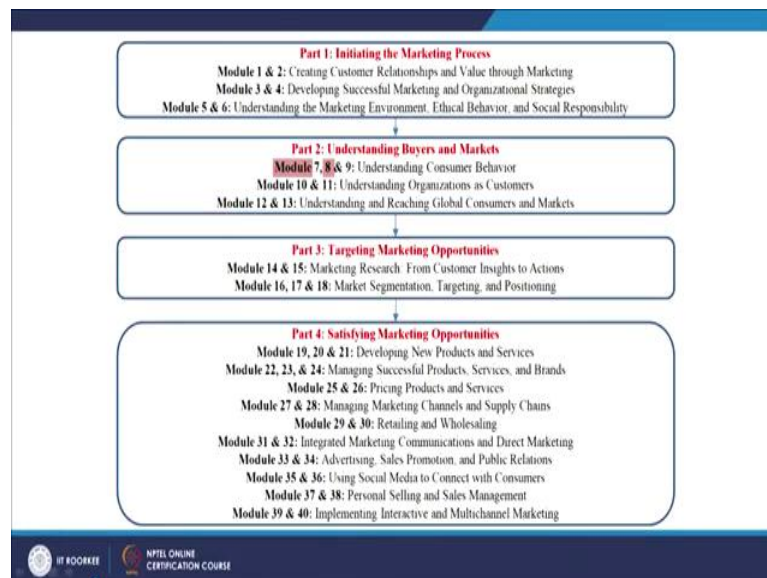 Part 1: Initiating the Marketing Process
Module 1 & 2: Creating Customer Relationships and Value through Marketing
Module 3 & 4: Developing Successful Marketing and Organizational Strategies
Module 5 & 6: Understanding the Marketing Environment, Ethical Behavior, and Social Responsibility
Part 2: Understanding Buyers and Markets
Module 7, 8 & 9: Understanding Consumer Behavior
Module 10 & 11: Understanding Organizations as Customers
Module 12 & 13: Understanding and Reaching Global Consumers and Markets
Part 3: Targeting Marketing Opportunities
Module 14 & 15: Marketing Research: From Customer Insights to Actions
Module 16, 17 & 18: Market Segmentation, Targeting, and Positioning
Part 4: Satisfying Marketing Opportunities
Module 19, 20 & 21: Developing New Products and Services
Module 22, 23, & 24: Managing Successful Products, Services, and Brands
Module 25 & 26: Pricing Products and Services
Module 27 & 28: Managing Marketing Channels and Supply Chains
Module 29 & 30: Retailing and Wholesaling
Module 31 & 32: Integrated Marketing Communications and Direct Marketing
Module 33 & 34: Advertising, Sales Promotion, and Public Relations
Module 35 & 36: Using Social Media to Connect with Consumers
Module 37 & 38: Personal Selling and Sales Management
Module 39 & 40: Implementing Interactive and Multichannel Marketing
IIT ROORKEE
NPTEL ONLINE
CERTIFICATION COURSE